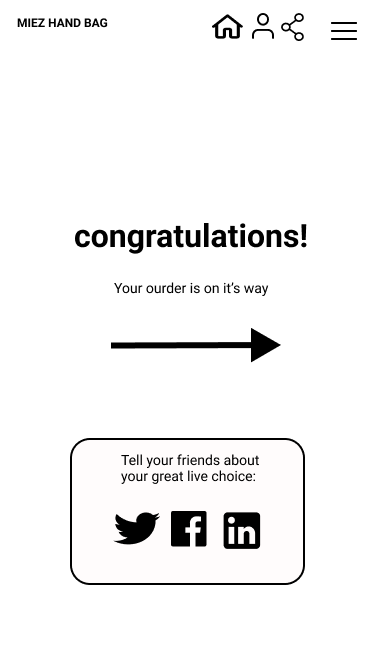 MIEZ HAND BAG
congratulations!
Your ourder is on it's way
Tell your friends about
your great live choice: